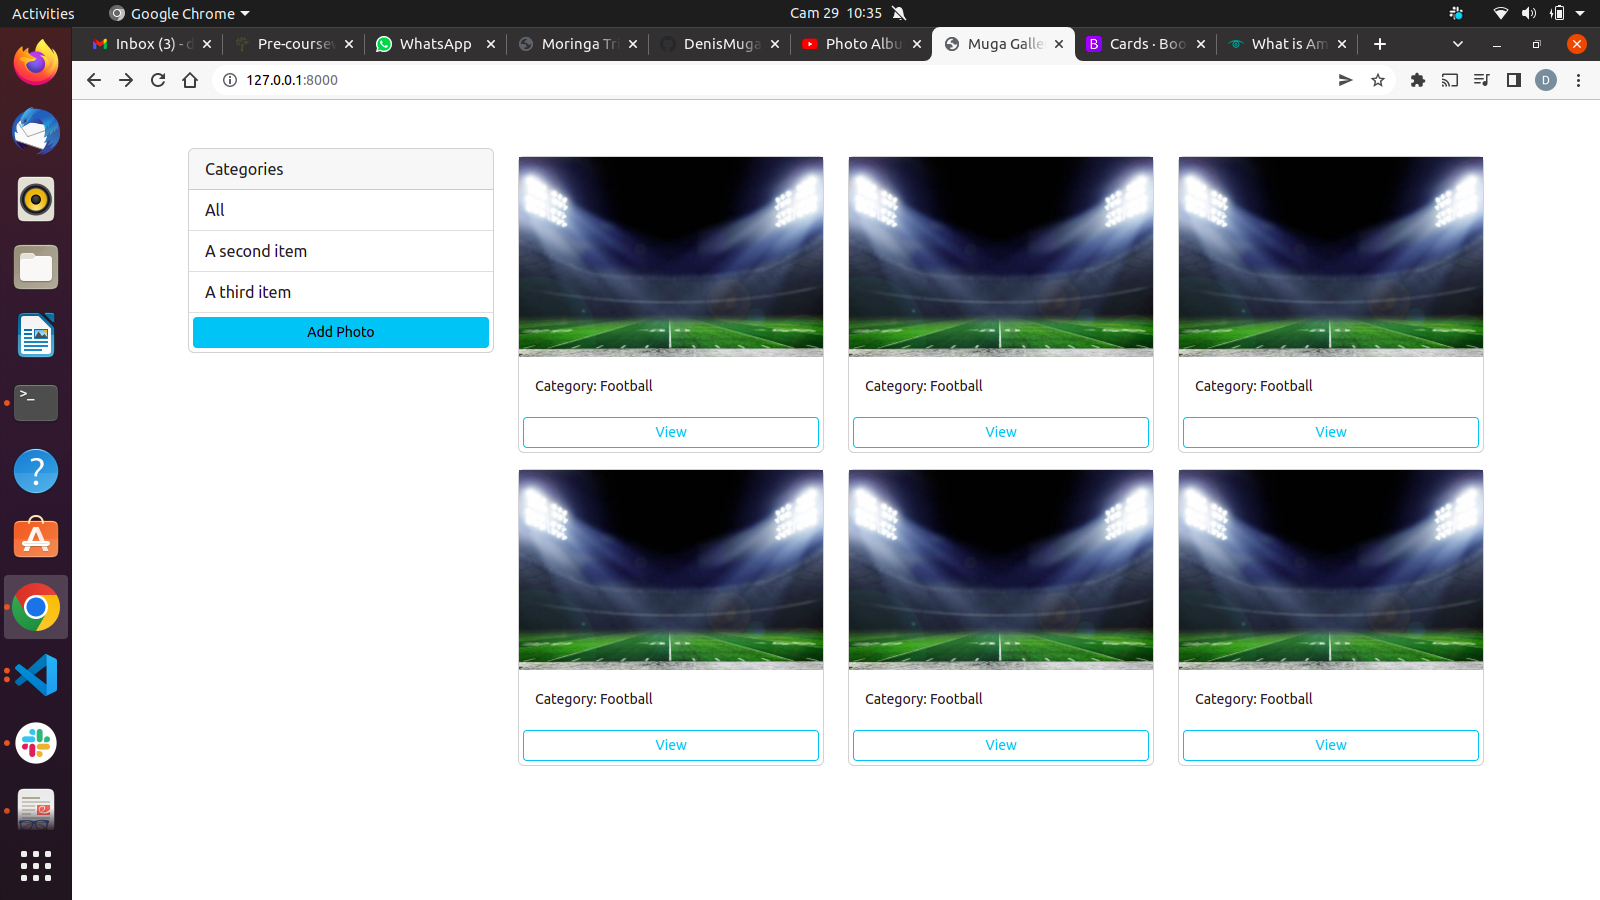 Activities
Google Chrome
Cam 29 10:35
Inbox (3) - d
Pre-course
WhatsApp
Moringa Tr
DenisMuga
Photo Albu
Muga Galle
Cards · Boo
What is Am
127.0.0.1:8000
D
Categories
All
A second item
A third item
Add Photo
Category: Football
Category: Football
Category: Football
View
View
View
Category: Football
Category: Football
Category: Football
View
View
View